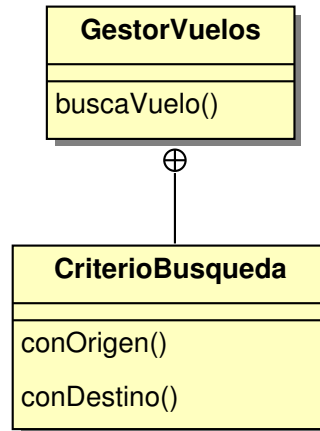 GestorVuelos
buscaVuelo()
CriterioBusqueda
conOrigen()
conDestino()